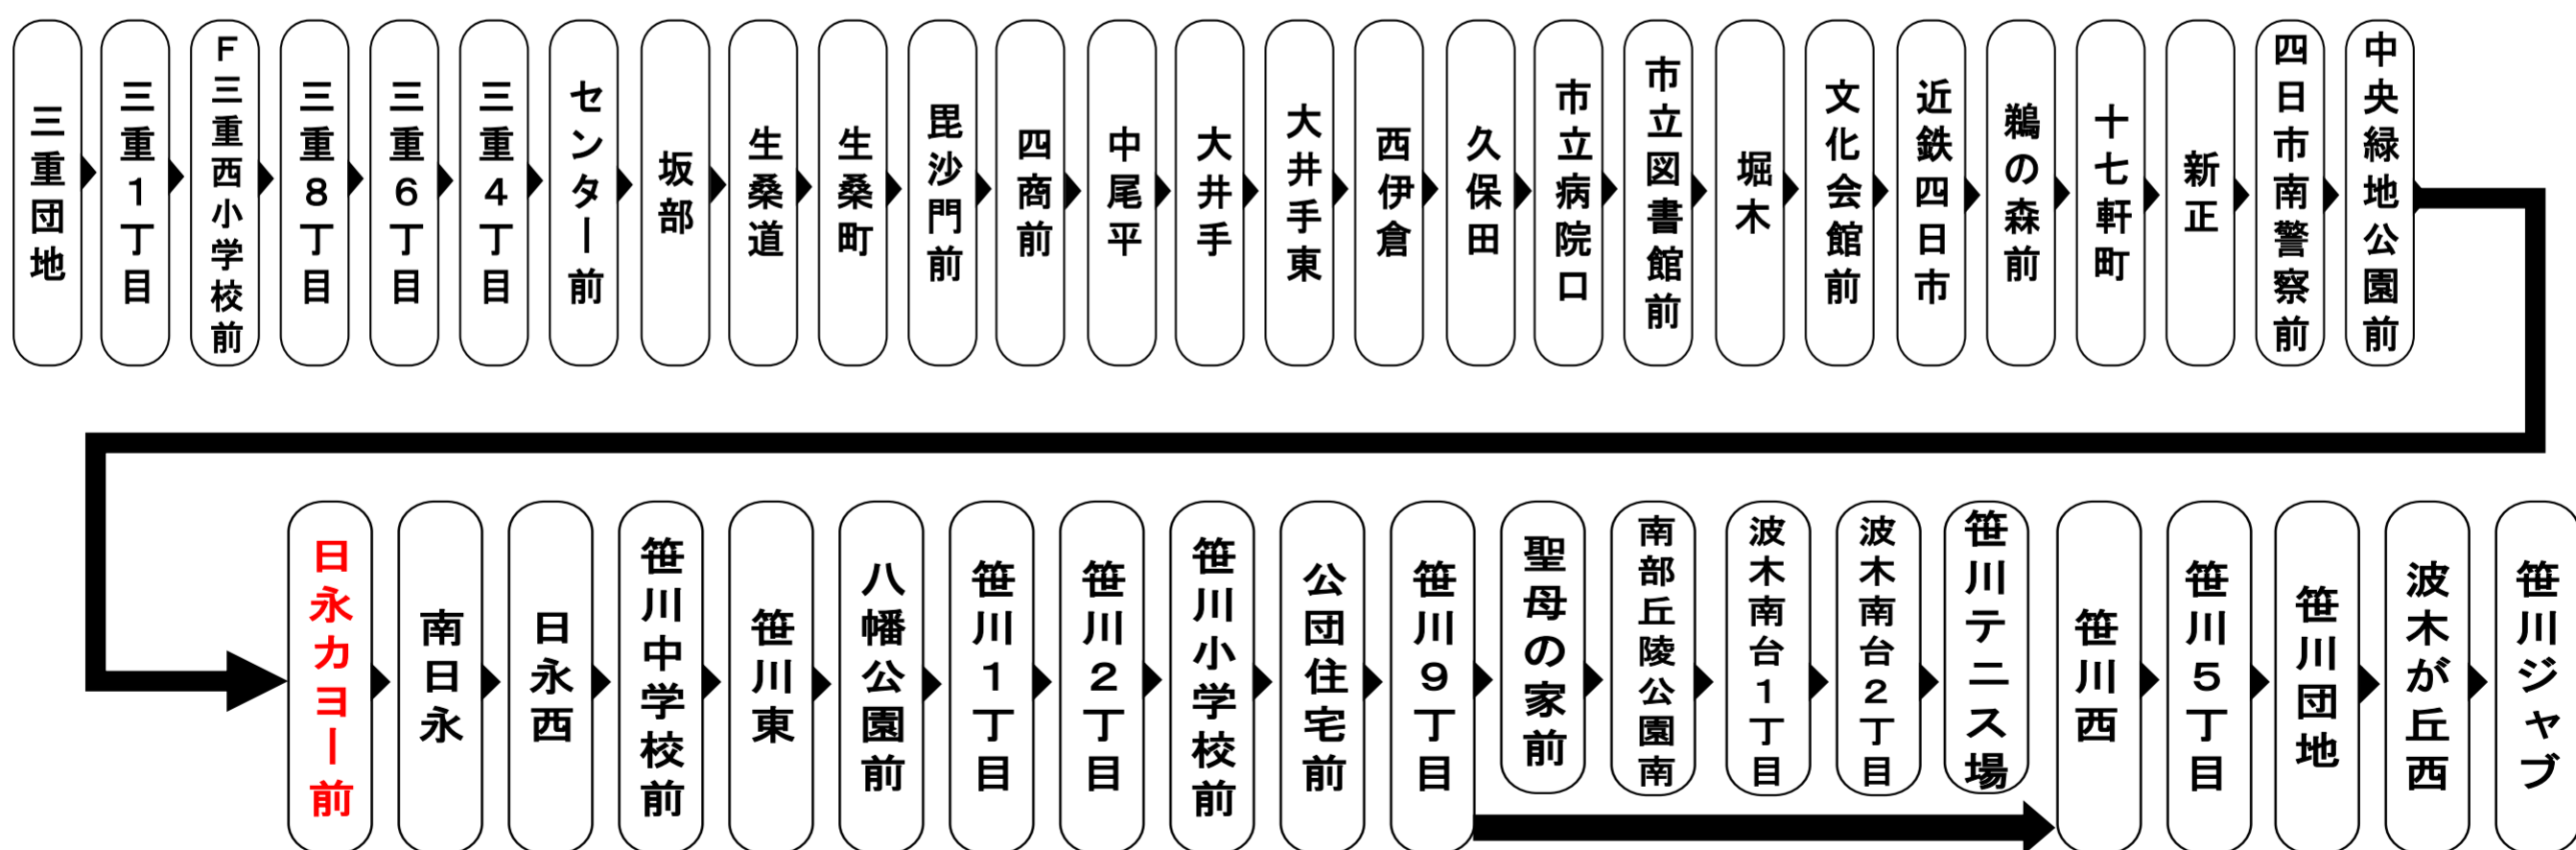 三重団地
三重1丁目
F三重西小学校前
三重8丁目
三重6丁目
三重4丁目
センター前
坂部
生桑道
生桑町
毘沙門前
四商前
中尾平
大井手
大井手東
西伊倉
久保田
市立病院口
市立図書館前
堀木
文化会館前
近鉄四日市
鵜の森前
十七軒町
新正
四日市南警察前
中央緑地公園前
日永カヨー前
南日永
日永西
笹川中学校前
笹川東
八幡公園前
笹川1丁目
笹川2丁目
笹川小学校前
公団住宅前
笹川9丁目
聖母の家前
南部丘陵公園南
波木南台1丁目
波木南台2丁目
笹川テニス場
笹川西
笹川5丁目
笹川団地
波木が丘西
笹川ジャブ